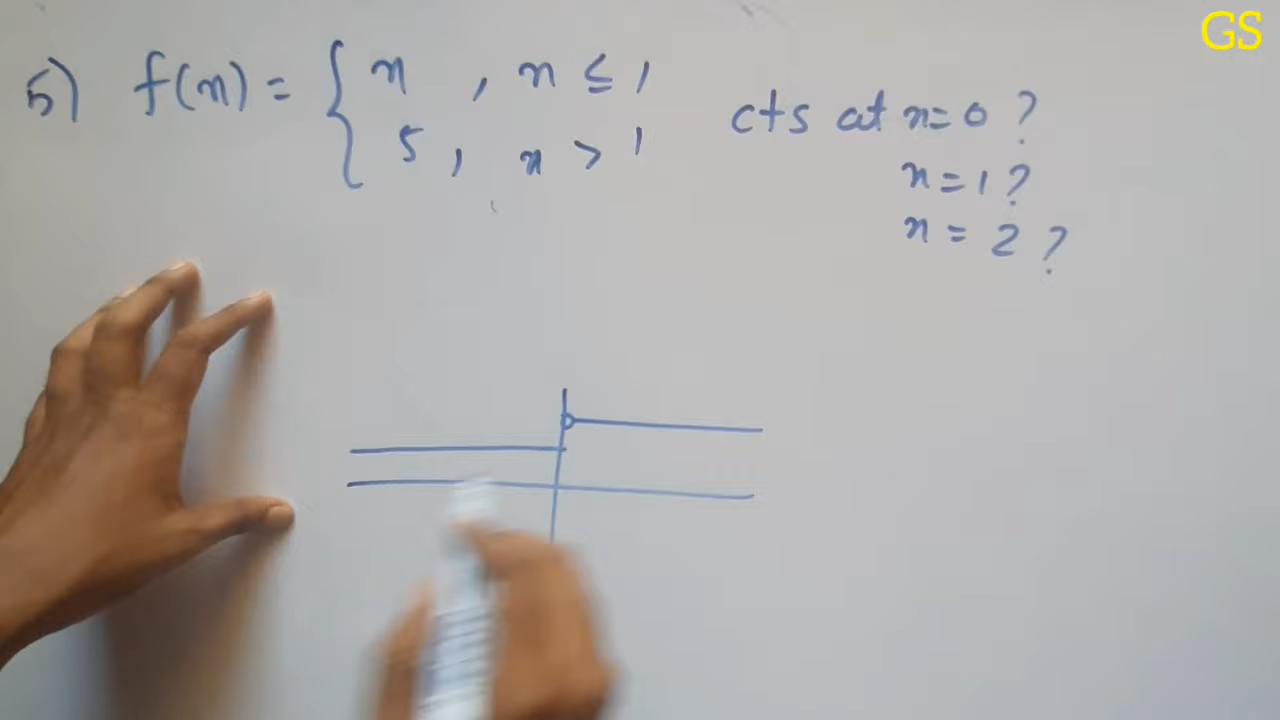 GS
5) f(x) = { x , x ≤ 1
5 , x > 1
cts at x=0 ?
x=1 ?
x = 2 ?